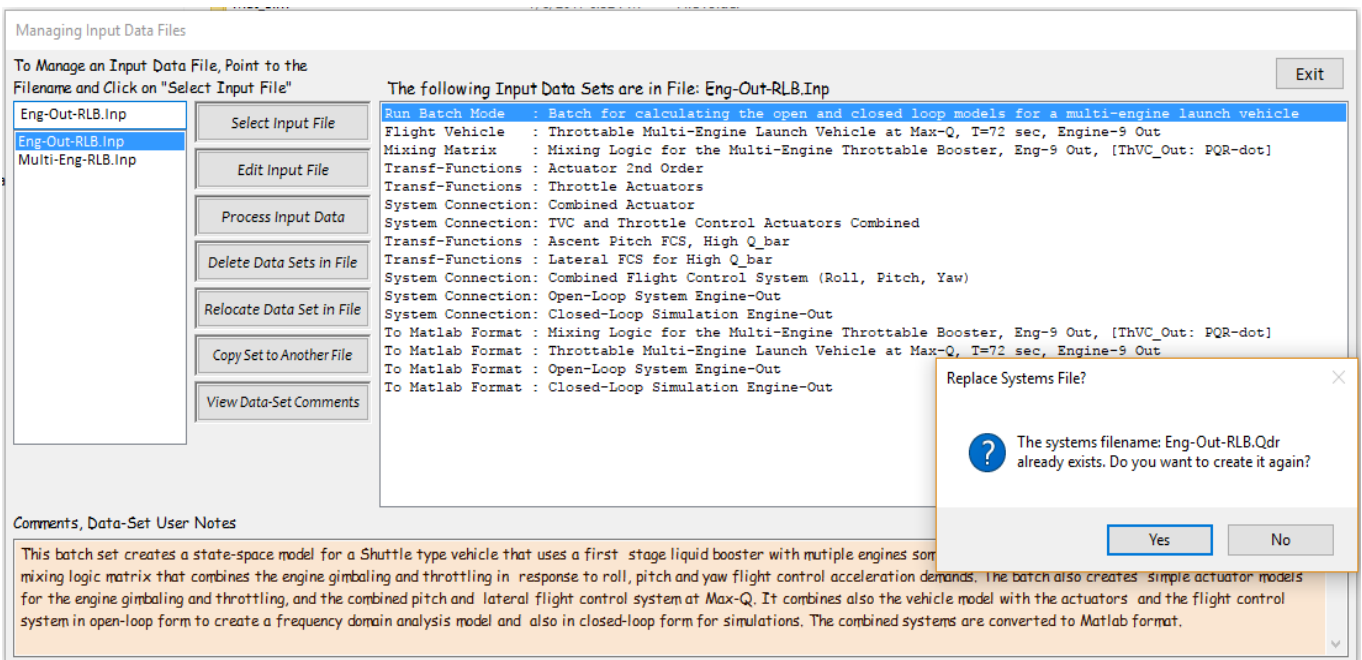 Managing Input Data Files
To Manage an Input Data File, Point to the
Filename and Click on "Select Input File"
Eng-Out-RLB.Inp
Eng-Out-RLB.Inp
Multi-Eng-RLB.Inp
Select Input File
Edit Input File
Process Input Data
Delete Data Sets in File
Relocate Data Set in File
Copy Set to Another File
View Data-Set Comments
The following Input Data Sets are in File: Eng-Out-RLB.Inp
Exit
Run Batch Mode : Batch for calculating the open and closed loop models for a multi-engine launch vehicle
Flight Vehicle : Throttable Multi-Engine Launch Vehicle at Max-Q, T=72 sec, Engine-9 Out
Mixing Matrix : Mixing Logic for the Multi-Engine Throttable Booster, Eng-9 Out, [ThVC_Out: PQR-dot]
Transf-Functions : Actuator 2nd Order
Transf-Functions : Throttle Actuators
System Connection: Combined Actuator
System Connection: TVC and Throttle Control Actuators Combined
Transf-Functions : Ascent Pitch FCS, High Q_bar
Transf-Functions : Lateral FCS for High Q_bar
System Connection: Combined Flight Control System (Roll, Pitch, Yaw)
System Connection: Open-Loop System Engine-Out
System Connection: Closed-Loop Simulation Engine-Out
To Matlab Format : Mixing Logic for the Multi-Engine Throttable Booster, Eng-9 Out, [ThVC_Out: PQR-dot]
To Matlab Format : Throttable Multi-Engine Launch Vehicle at Max-Q, T=72 sec, Engine-9 Out
To Matlab Format : Open-Loop System Engine-Out
To Matlab Format : Closed-Loop Simulation Engine-Out
Replace Systems File?
The systems filename: Eng-Out-RLB.Qdr
already exists. Do you want to create it again?
Yes
No
Comments, Data-Set User Notes
This batch set creates a state-space model for a Shuttle type vehicle that uses a first stage liquid booster with mutiple engines som
mixing logic matrix that combines the engine gimbaling and throttling in response to roll, pitch and yaw flight control acceleration demands. The batch also creates simple actuator models
for the engine gimbaling and throttling, and the combined pitch and lateral flight control system at Max-Q. It combines also the vehicle model with the actuators and the flight control
system in open-loop form to create a frequency domain analysis model and also in closed-loop form for simulations. The combined systems are converted to Matlab format.